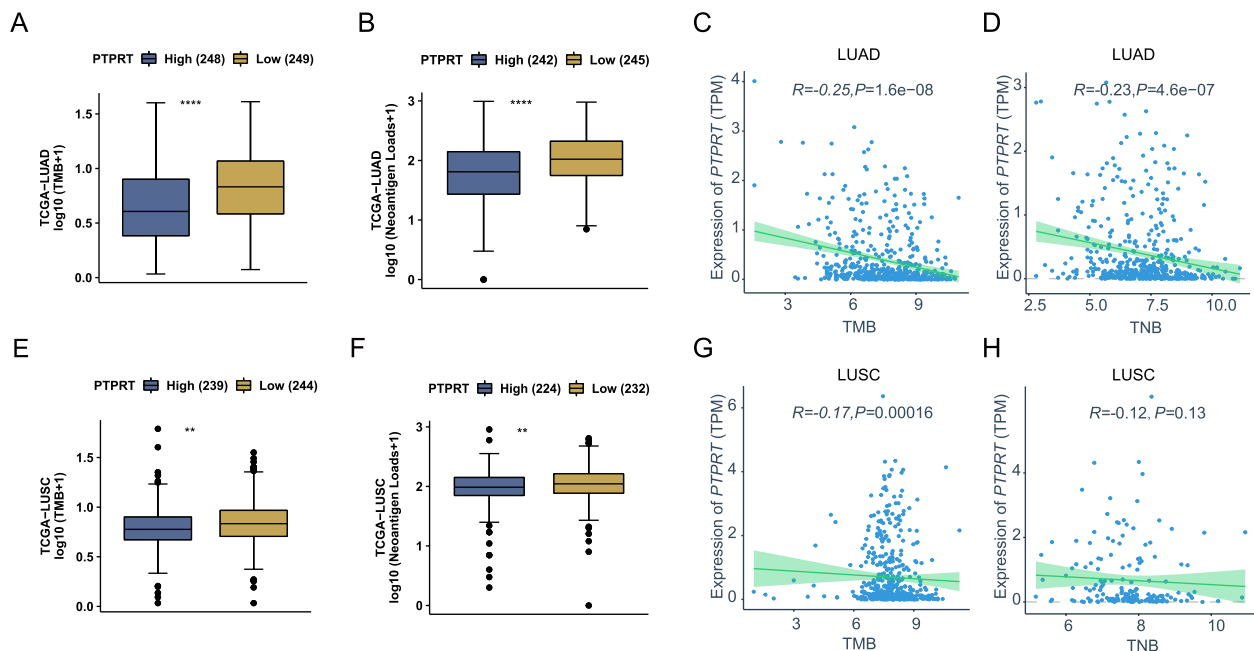 A
PTPRT High (248) Low (249)
TCGA−LUAD
log10 (TMB+1)
1.5
1.0
0.5
0.0
****
B
PTPRT High (242) Low (245)
TCGA−LUAD
log10 (Neoantigen Loads+1)
3
2
1
0
****
C
LUAD
R=-0.25,P=1.6e−08
Expression of PTPRT (TPM)
4
3
2
1
0
3 6 9
TMB
D
LUAD
R=-0.23,P=4.6e−07
Expression of PTPRT (TPM)
3
2
1
0
2.5 5.0 7.5 10.0
TNB
E
PTPRT High (239) Low (244)
TCGA−LUSC
log10 (TMB+1)
1.5
1.0
0.5
0.0
**
F
PTPRT High (224) Low (232)
TCGA−LUSC
log10 (Neoantigen Loads+1)
3
2
1
0
**
G
LUSC
R=-0.17,P=0.00016
Expression of PTPRT (TPM)
6
4
2
0
3 6 9
TMB
H
LUSC
R=-0.12, P=0.13
Expression of PTPRT (TPM)
6
4
2
0
6 8 10
TNB